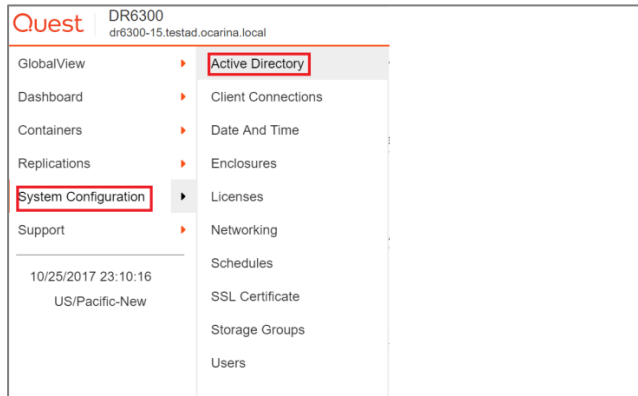 Quest
DR6300
dr6300-15.testad.ocarina.local
GlobalView
Dashboard
Containers
Replications
System Configuration
Support
10/25/2017 23:10:16
US/Pacific-New
Active Directory
Client Connections
Date And Time
Enclosures
Licenses
Networking
Schedules
SSL Certificate
Storage Groups
Users